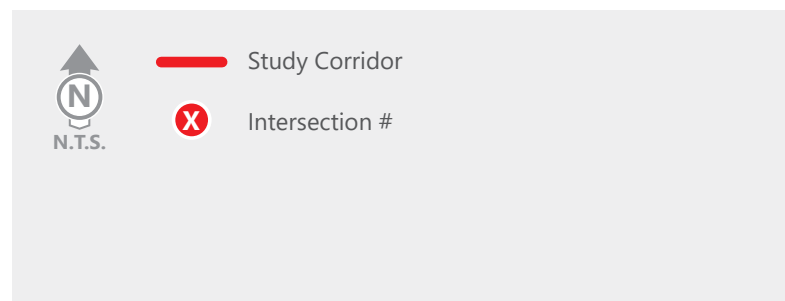 N
N.T.S.
Study Corridor
X
Intersection #